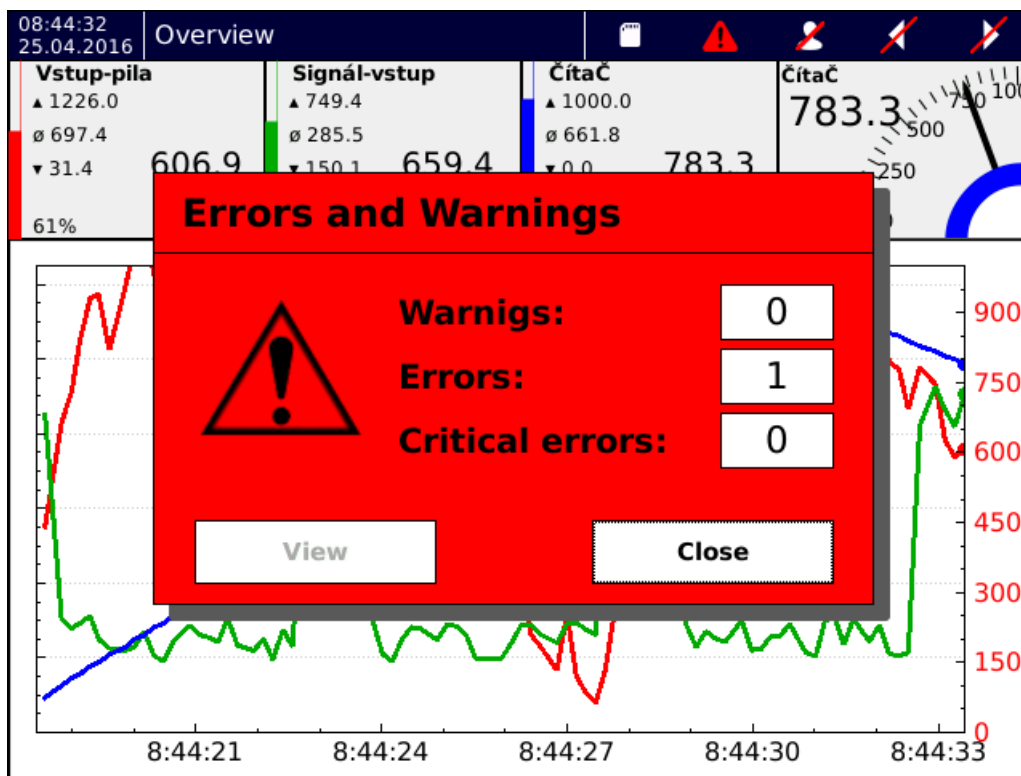 08:44:32
25.04.2016
Overview
Vstup-pila
▲ 1226.0
ø 697.4
▼ 31.4
606.9
61%
Signál-vstup
▲ 749.4
ø 285.5
▼ 150.1
659.4
ČítaČ
▲ 1000.0
ø 661.8
▼ 0.0
783.3
ČítaČ
783.3
250
500
750
Errors and Warnings
Warnigs: 0
Errors: 1
Critical errors: 0
View Close
900
750
600
450
300
150
0
8:44:21 8:44:24 8:44:27 8:44:30 8:44:33